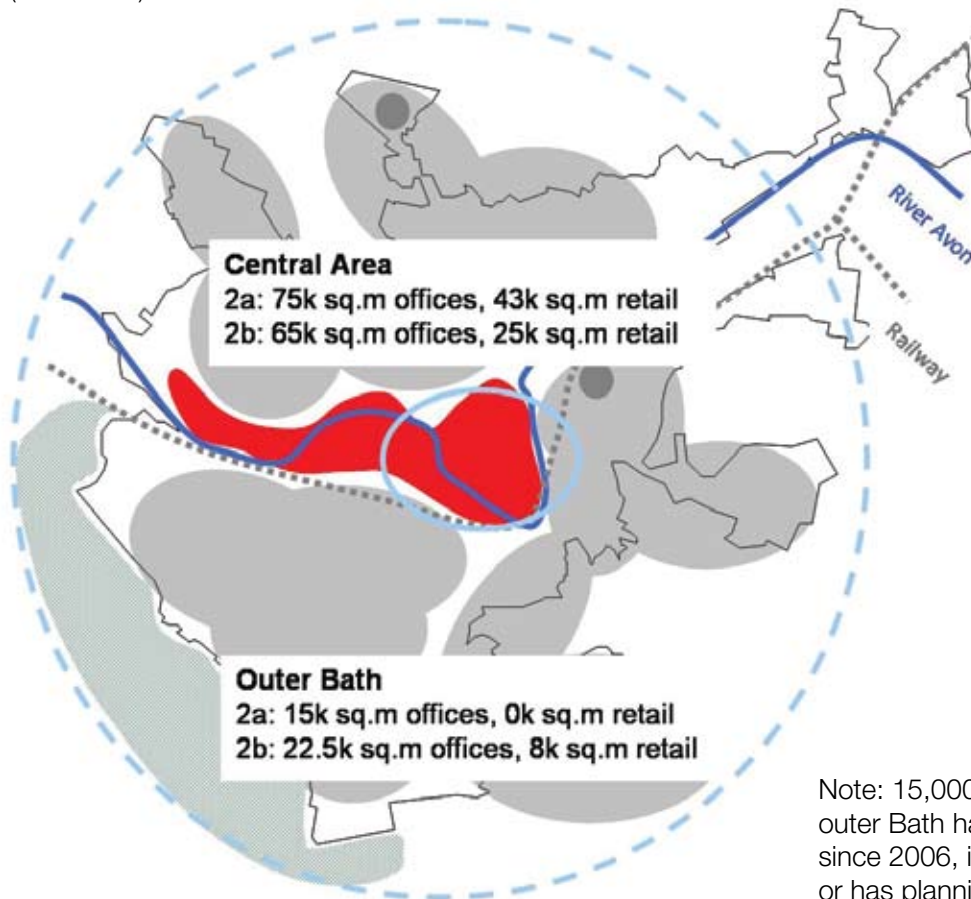 River Avon
Railway
Central Area
2a: 75k sq.m offices, 43k sq.m retail
2b: 65k sq.m offices, 25k sq.m retail
Outer Bath
2a: 15k sq.m offices, 0k sq.m retail
2b: 22.5k sq.m offices, 8k sq.m retail
Note: 15,000
outer Bath ha
since 2006, i
or has planni